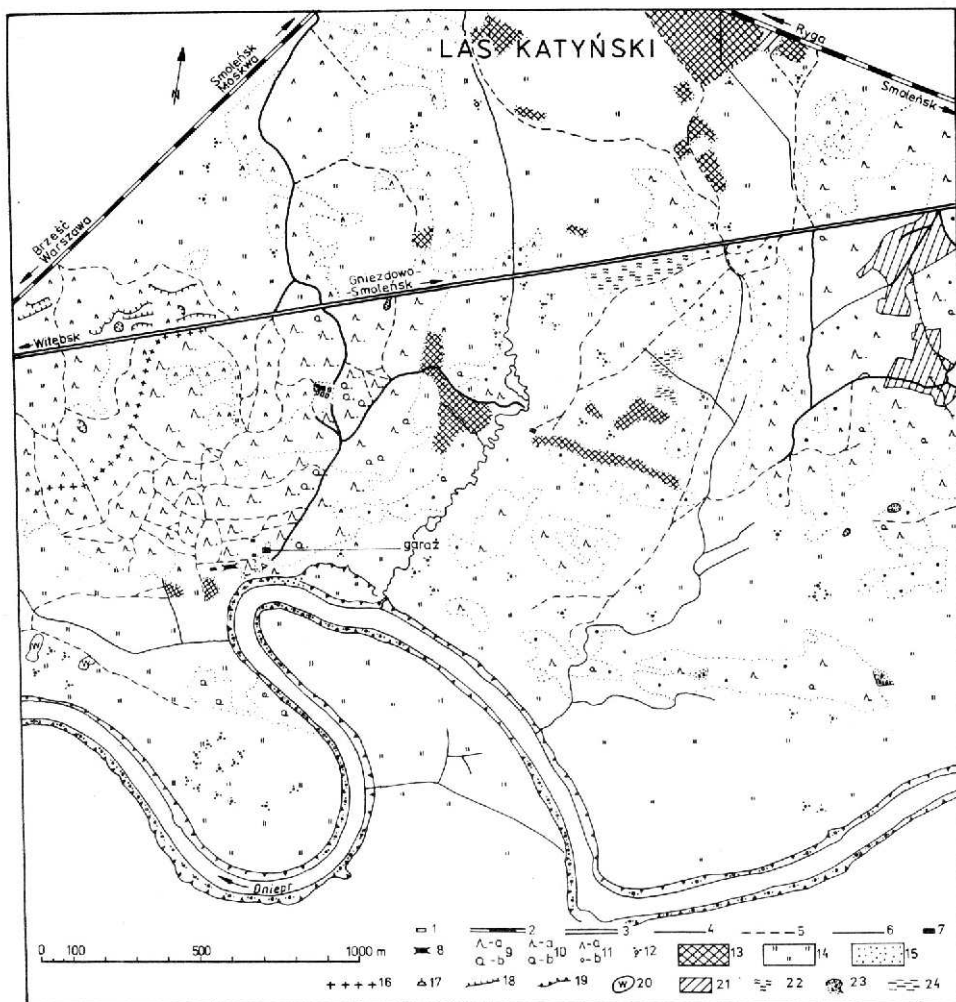 LAS KATYŃSKI
Ryga
Smoleńsk
Smoleńsk
Moskwa
N
Brześć
Warszawa
Gniezdowo-
Smoleńsk
Witebsk
garaż
W
W
Dniepr
0 100 500 1000 m
1 2 3 4 5 6 7
8 -a -b 9 -a -b 10 -a -b 11 12 13 14 15
16 17 18 19 W 20 21 22 23 24